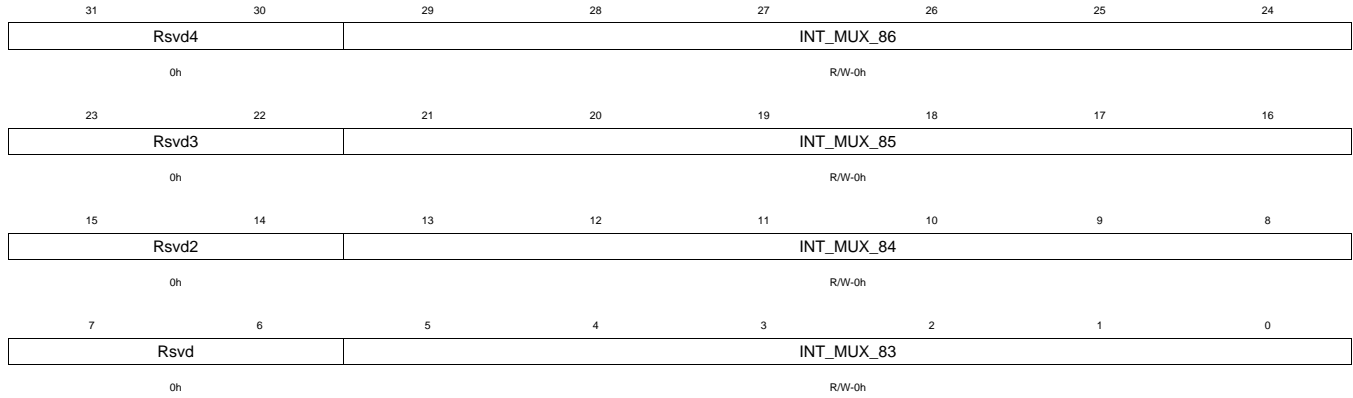 31 30 29 28 27 26 25 24
Rsvd4 INT_MUX_86
0h R/W-0h
23 22 21 20 19 18 17 16
Rsvd3 INT_MUX_85
0h R/W-0h
15 14 13 12 11 10 9 8
Rsvd2 INT_MUX_84
0h R/W-0h
7 6 5 4 3 2 1 0
Rsvd INT_MUX_83
0h R/W-0h